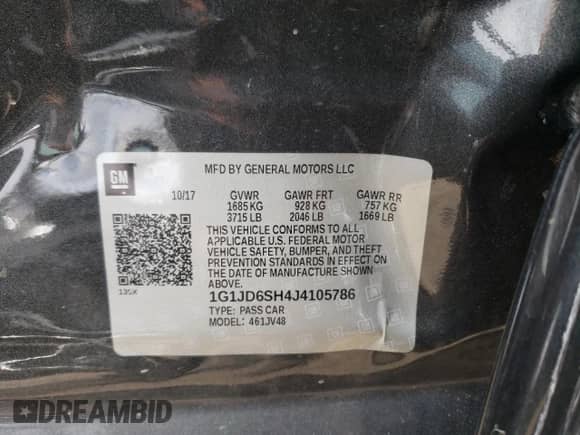 GM
MFD BY GENERAL MOTORS LLC
10/17 GVWR GAWR FRT GAWR RR
1685 KG 928 KG 757 KG
3715 LB 2046 LB 1669 LB
THIS VEHICLE CONFORMS TO ALL
APPLICABLE U.S. FEDERAL MOTOR
VEHICLE SAFETY, BUMPER, AND THEFT
PREVENTION STANDARDS IN EFFECT ON
THE DATE OF MANUFACTURE SHOWN
ABOVE.
1G1JD6SH4J4105786
TYPE: PASS CAR
MODEL: 461JV48
DREAMBID